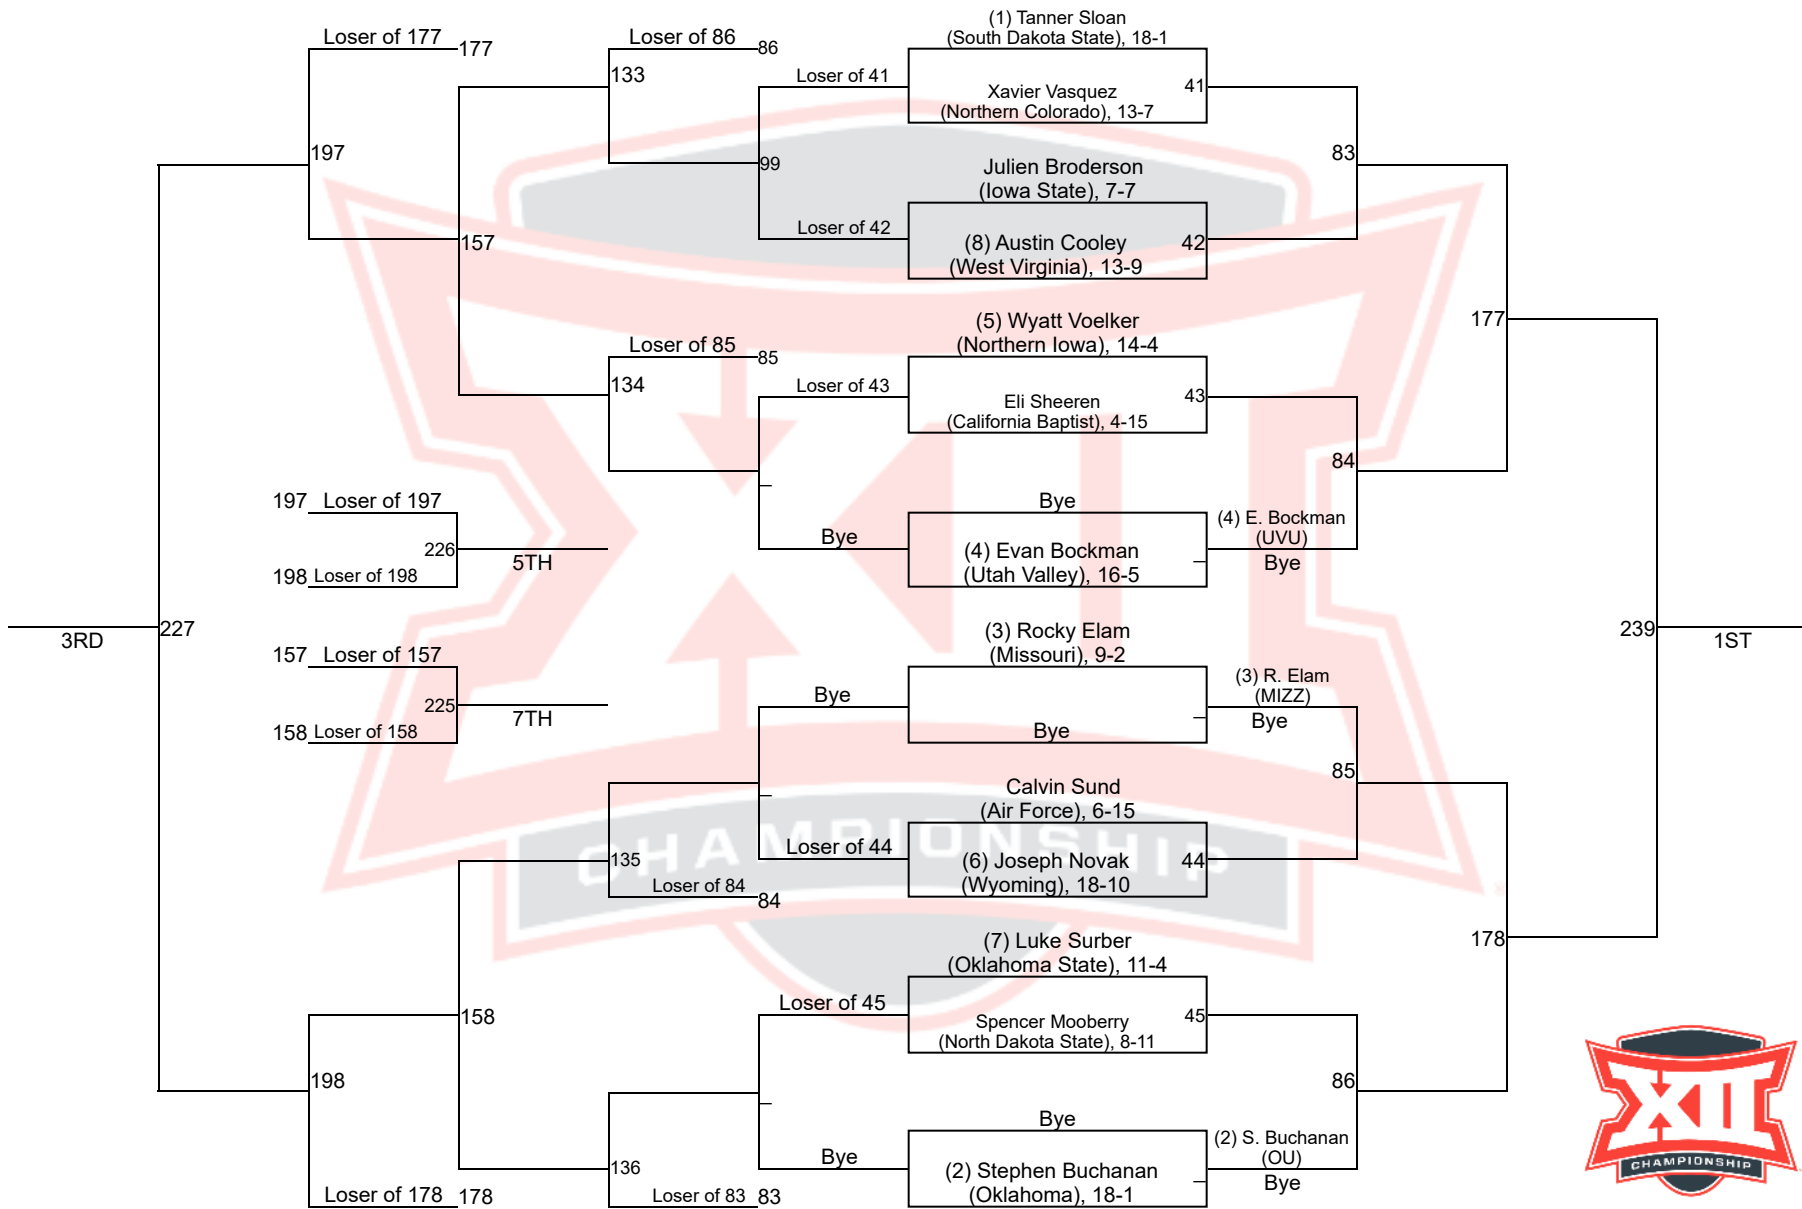 (1) Tanner Sloan
(South Dakota State), 18-1
Loser of 177
177
Loser of 86
86
133
Loser of 41
Xavier Vasquez
(Northern Colorado), 13-7
41
197
99
83
Julien Broderson
(Iowa State), 7-7
Loser of 42
157
(8) Austin Cooley
(West Virginia), 13-9
42
(5) Wyatt Voelker
(Northern Iowa), 14-4
177
Loser of 85
85
134
Loser of 43
Eli Sheeren
(California Baptist), 4-15
43
84
197
Loser of 197
Bye
(4) E. Bockman
(UVU)
Bye
Bye
226
5TH
(4) Evan Bockman
(Utah Valley), 16-5
198
Loser of 198
3RD
227
(3) Rocky Elam
(Missouri), 9-2
239
1ST
157
Loser of 157
Bye
(3) R. Elam
(MIZZ)
Bye
225
7TH
Bye
158
Loser of 158
85
Calvin Sund
(Air Force), 6-15
CHAMPIONSHIP
135
Loser of 44
(6) Joseph Novak
(Wyoming), 18-10
44
Loser of 84
84
(7) Luke Surber
(Oklahoma State), 11-4
178
Loser of 45
158
Spencer Mooberry
(North Dakota State), 8-11
45
198
86
Bye
(2) S. Buchanan
(OU)
Bye
Bye
136
(2) Stephen Buchanan
(Oklahoma), 18-1
Loser of 178
178
Loser of 83
83
XII
CHAMPIONSHIP